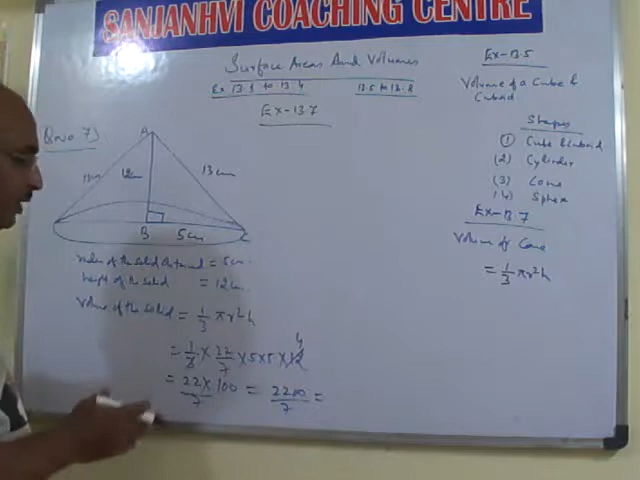 SANJANHVI COACHING CENTRE
Surface Areas And Volumes
Ex 13.1 to 13.4
13.5 to 13.8
Ex-13.7
Ex-13.5
Volume of a Cube &
Cuboid
Shapes
(1) Cube & Cuboid
(2) Cylinder
(3) Cone
(4) Sphere
Ex-13.7
Volume of Cone
= 1/3 πr²h
Q.No 7)
A
12cm
13cm
B
5cm
C
radius of the solid obtained = 5cm.
height of the solid = 12cm.
Volume of the solid = 1/3 πr²h
= 1/3 × 22/7 × 5×5 × 12 4
= 22×100/7 = 2200/7 =